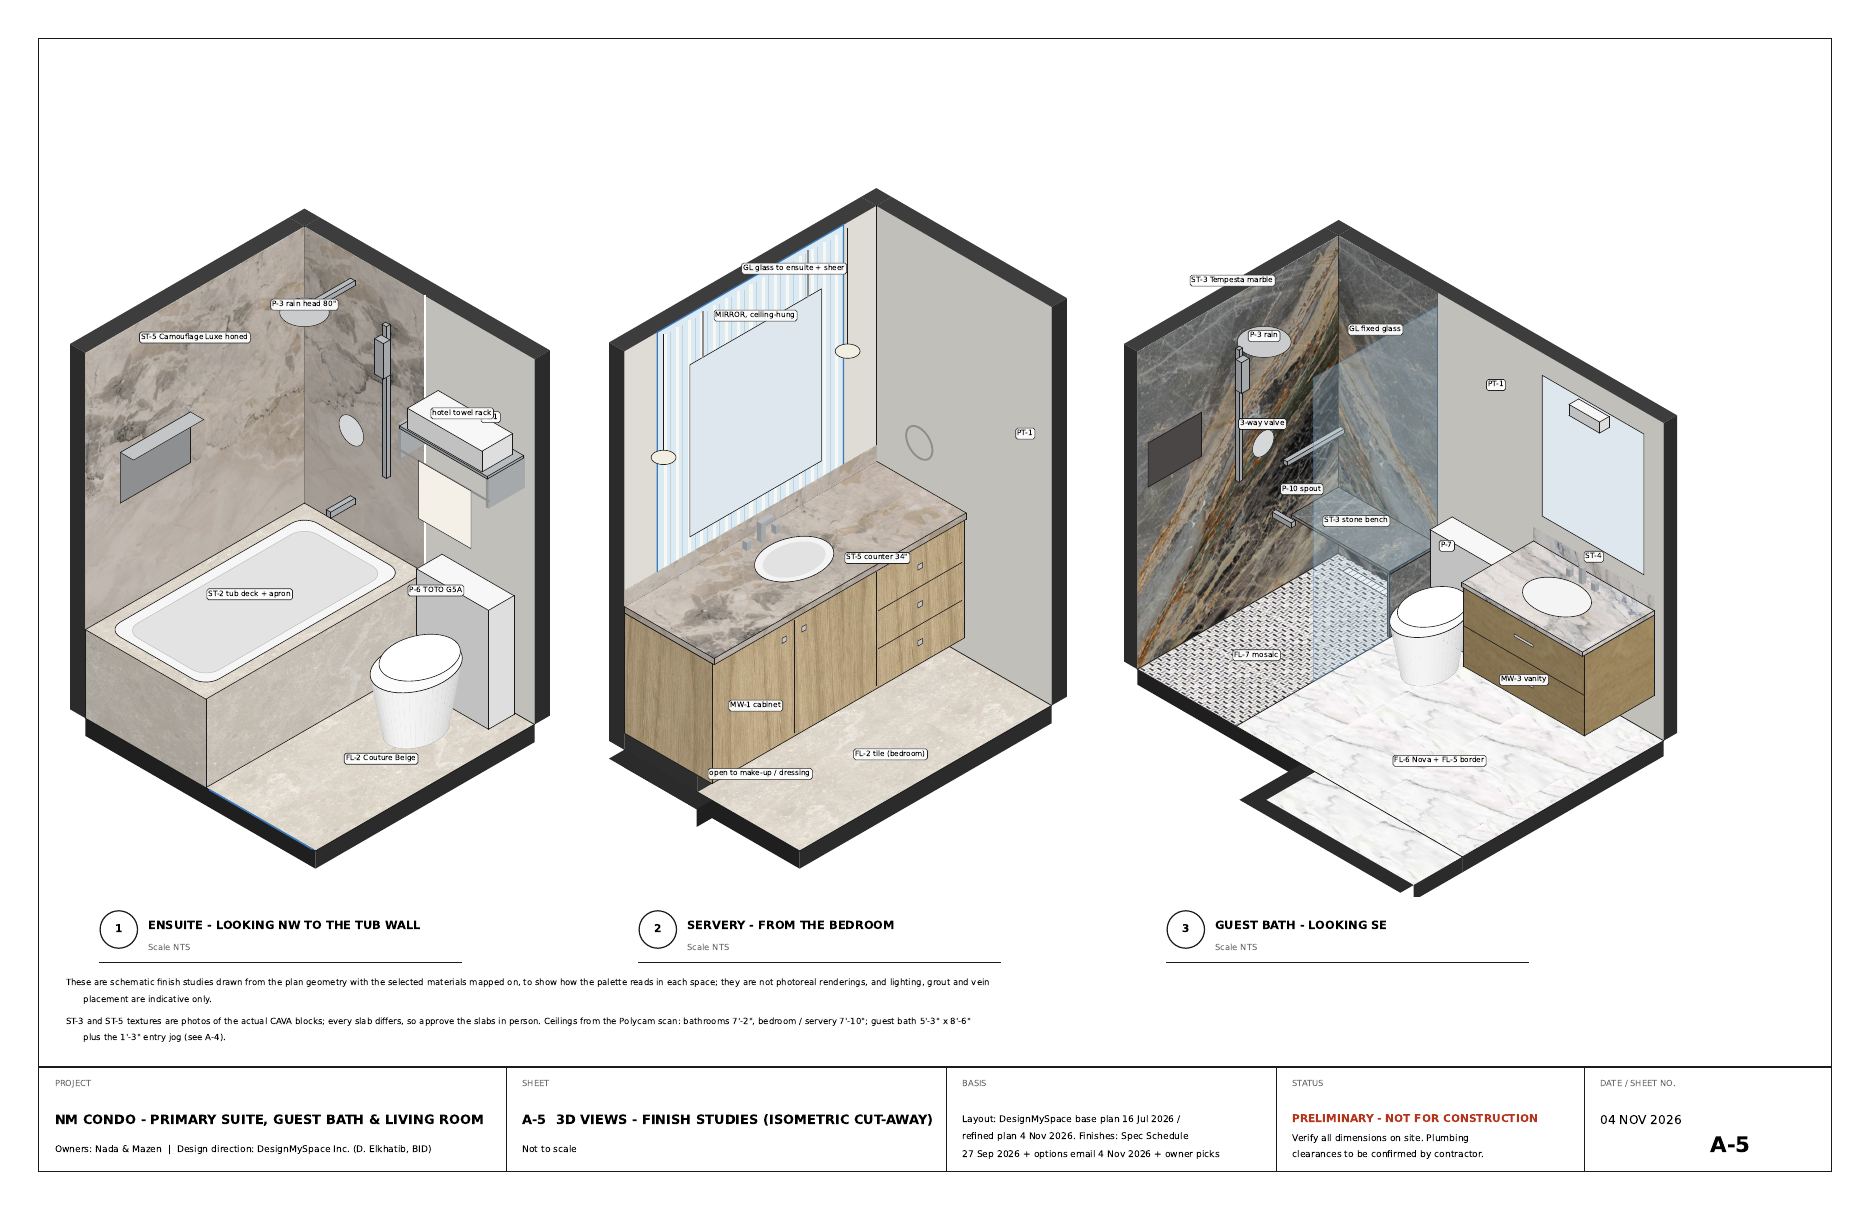 P-3 rain head 80"
ST-5 Camouflage Luxe honed
hotel towel rack
ST-2 tub deck + apron
P-6 TOTO G5A
FL-2 Couture Beige
GL glass to ensuite + sheer
MIRROR, ceiling-hung
PT-1
ST-5 counter 34"
MW-1 cabinet
FL-2 tile (bedroom)
open to make-up / dressing
ST-3 Tempesta marble
P-3 rain
GL fixed glass
PT-1
3-way valve
P-10 spout
ST-3 stone bench
P-7
ST-4
FL-7 mosaic
MW-3 vanity
FL-6 Nova + FL-5 border
1 ENSUITE - LOOKING NW TO THE TUB WALL
Scale NTS
2 SERVERY - FROM THE BEDROOM
Scale NTS
3 GUEST BATH - LOOKING SE
Scale NTS
These are schematic finish studies drawn from the plan geometry with the selected materials mapped on, to show how the palette reads in each space; they are not photoreal renderings, and lighting, grout and vein
placement are indicative only.
ST-3 and ST-5 textures are photos of the actual CAVA blocks; every slab differs, so approve the slabs in person. Ceilings from the Polycam scan: bathrooms 7'-2", bedroom / servery 7'-10"; guest bath 5'-3" x 8'-6"
plus the 1'-3" entry jog (see A-4).
PROJECT
NM CONDO - PRIMARY SUITE, GUEST BATH & LIVING ROOM
Owners: Nada & Mazen | Design direction: DesignMySpace Inc. (D. Elkhatib, BID)
SHEET
A-5 3D VIEWS - FINISH STUDIES (ISOMETRIC CUT-AWAY)
Not to scale
BASIS
Layout: DesignMySpace base plan 16 Jul 2026 /
refined plan 4 Nov 2026. Finishes: Spec Schedule
27 Sep 2026 + options email 4 Nov 2026 + owner picks
STATUS
PRELIMINARY - NOT FOR CONSTRUCTION
Verify all dimensions on site. Plumbing
clearances to be confirmed by contractor.
DATE / SHEET NO.
04 NOV 2026
A-5